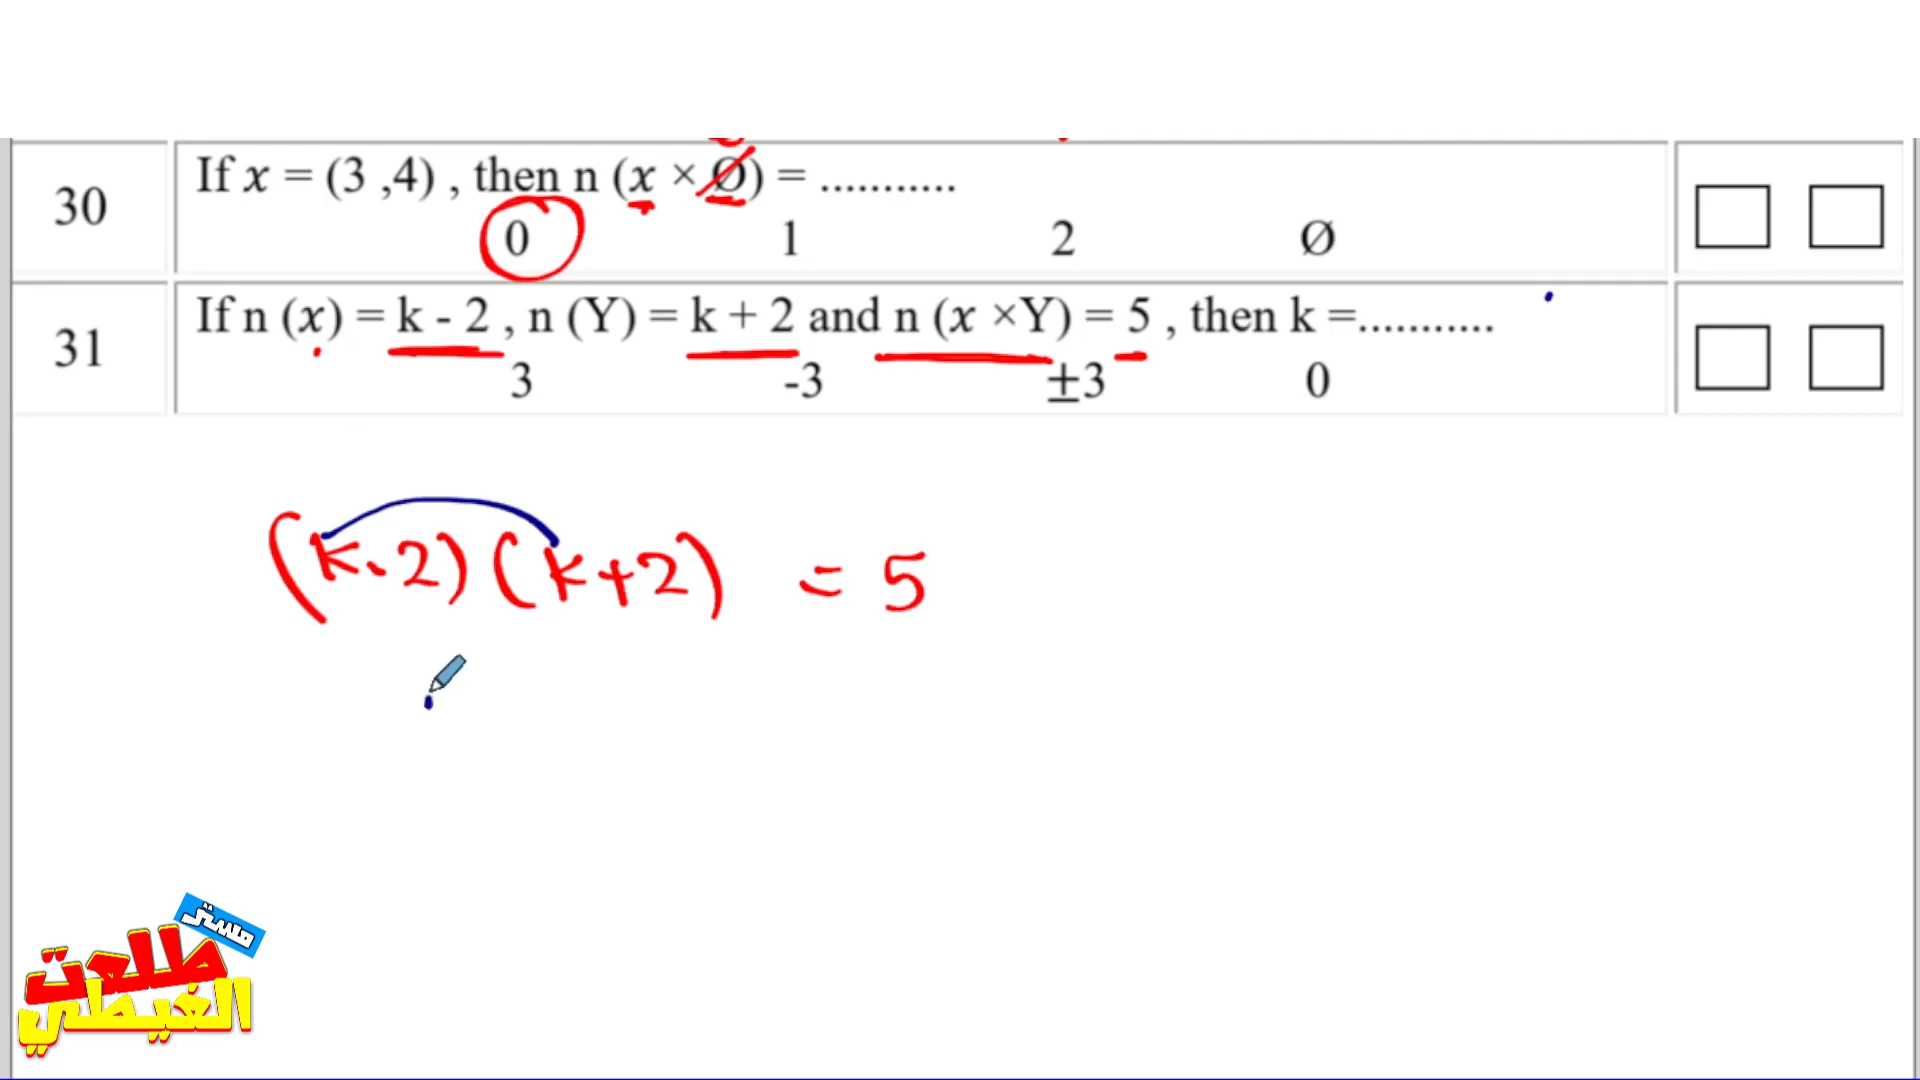 30
If x = (3 ,4) , then n (x × Ø) = ...........
0 1 2 Ø
31
If n (x) = k - 2 , n (Y) = k + 2 and n (x ×Y) = 5 , then k =...........
3 -3 ±3 0
(k-2) (k+2) = 5
مستر
طلعت
الغيطي